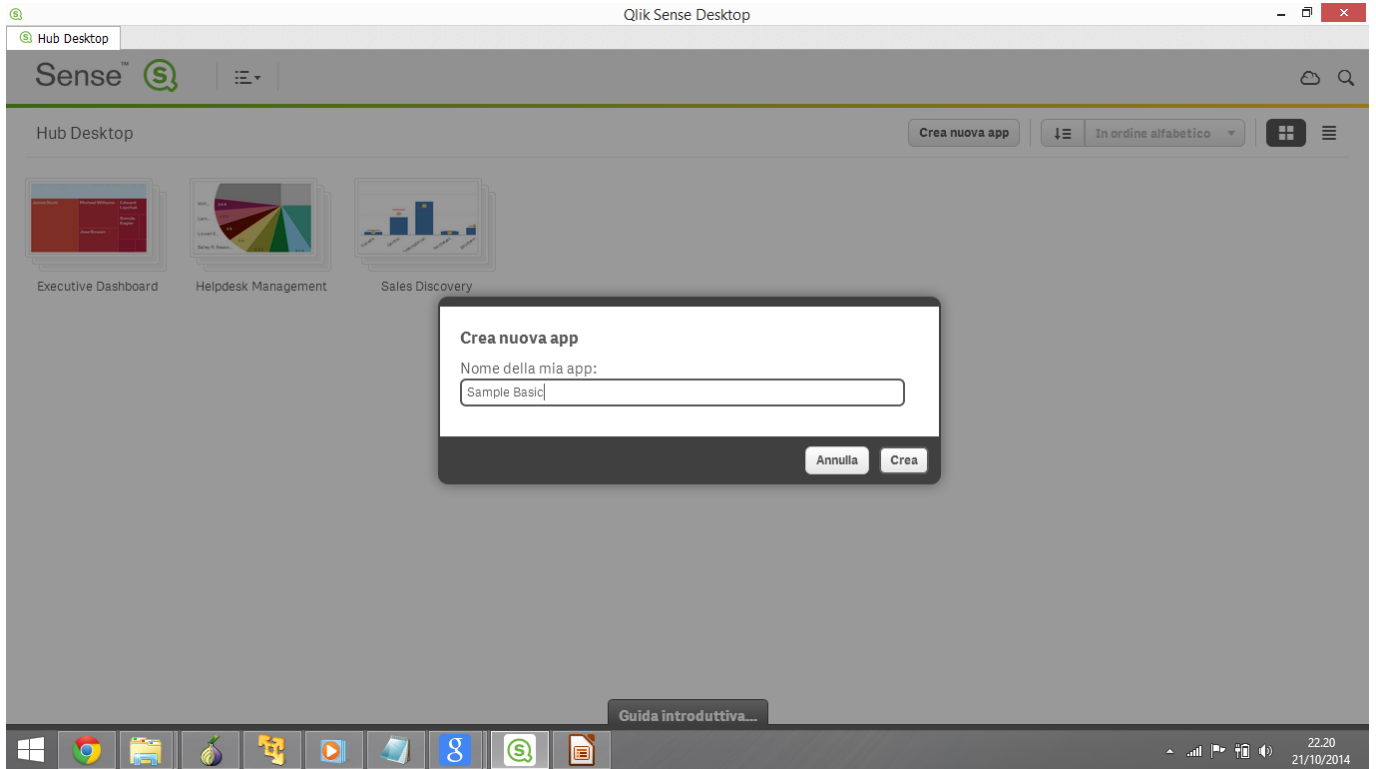 Qlik Sense Desktop
Hub Desktop
Sense™
Hub Desktop
Crea nuova app
In ordine alfabetico
Executive Dashboard
Helpdesk Management
Sales Discovery
Crea nuova app
Nome della mia app:
Sample Basic
Annulla
Crea
Guida introduttiva...
22.20
21/10/2014